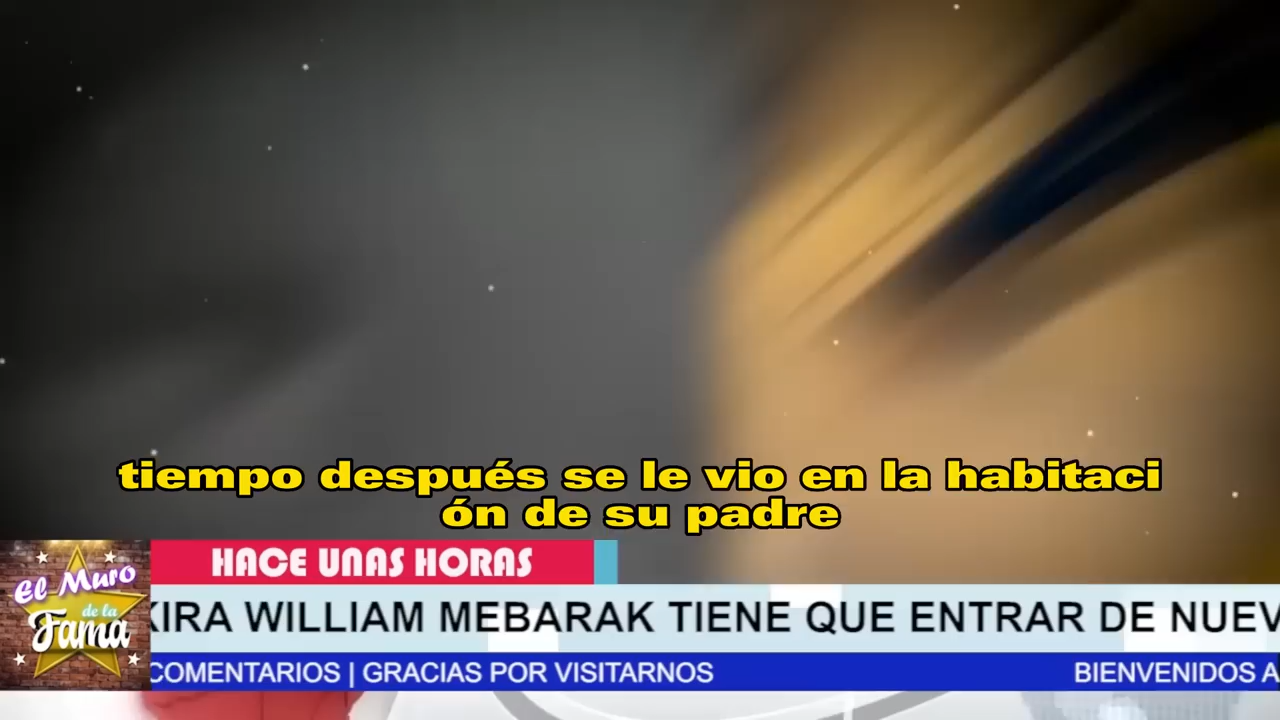 tiempo después se le vio en la habitaci
ón de su padre
HACE UNAS HORAS
El Muro
de la
Fama
KIRA WILLIAM MEBARAK TIENE QUE ENTRAR DE NUEV
COMENTARIOS | GRACIAS POR VISITARNOS
BIENVENIDOS A